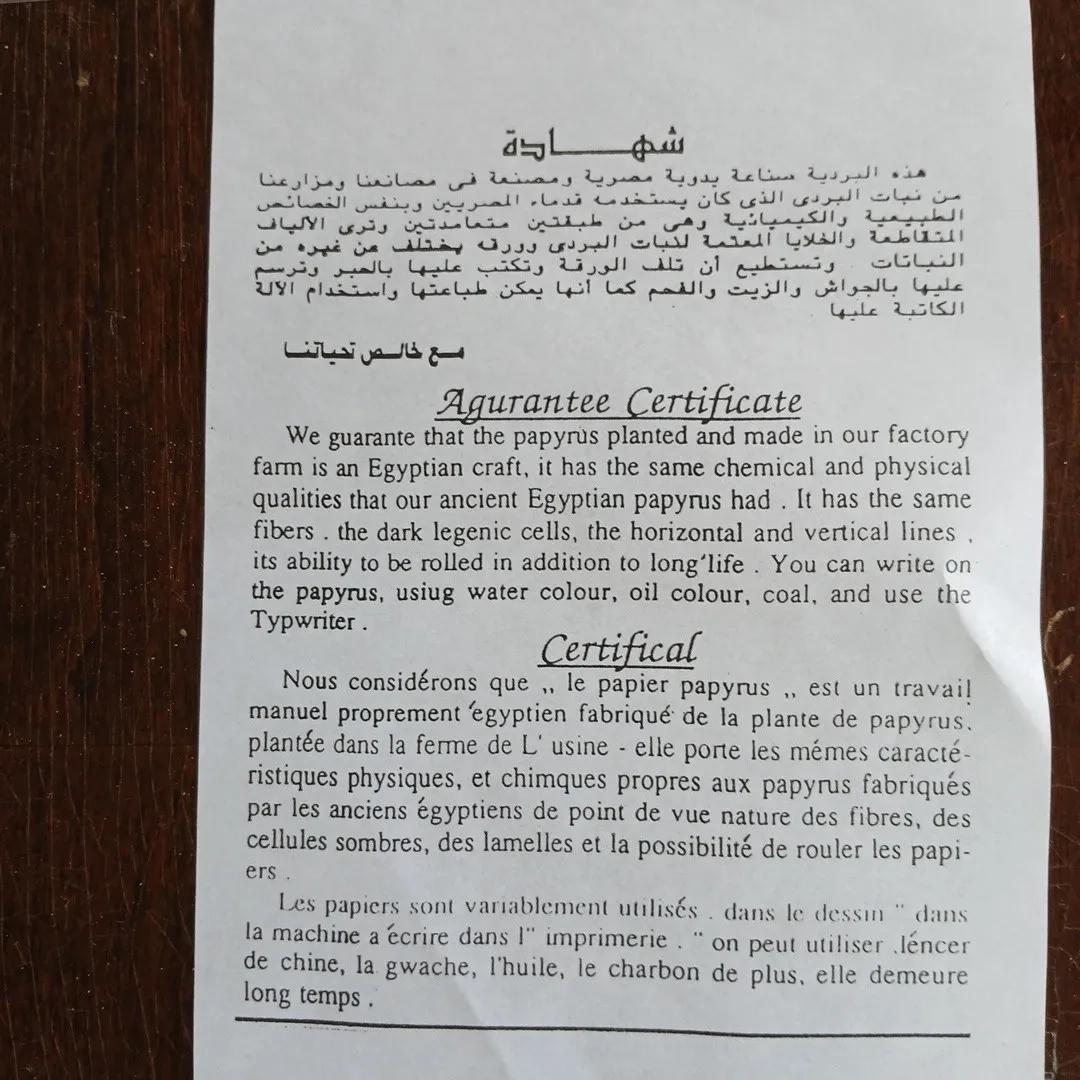 شهـــــادة
هذه البردية سناعة يدوية مصرية ومصنعة فى مصانعنا ومزارعنا
من نبات البردى الذى كان يستخدمه قدماء المصريين وبنفس الخصائص
الطبيعية والكيميائية وهى من طبقتين متعامدتين وترى الألياف
المتقاطعة والخلايا المعتمة لنبات البردى وورقه يختلف عن غيره من
النباتات . وتستطيع أن تلف الورقة وتكتب عليها بالحبر وترسم
عليها بالجواش والزيت والفحم كما أنها يمكن طباعتها واستخدام الآلة
الكاتبة عليها .
مـع خالـص تحياتنـا
Agurantee Certificate
We guarante that the papyrus planted and made in our factory
farm is an Egyptian craft, it has the same chemical and physical
qualities that our ancient Egyptian papyrus had . It has the same
fibers . the dark legenic cells, the horizontal and vertical lines ,
its ability to be rolled in addition to long'life . You can write on
the papyrus, usiug water colour, oil colour, coal, and use the
Typwriter .
Certifical
Nous considérons que ,, le papier papyrus ,, est un travail
manuel proprement 'egyptien fabriqué de la plante de papyrus.
plantée dans la ferme de L' usine - elle porte les mémes caracté-
ristiques physiques, et chimques propres aux papyrus fabriqués
par les anciens égyptiens de point de vue nature des fibres, des
cellules sombres, des lamelles et la possibilité de rouler les papi-
ers .
Les papiers sont variablement utilisés . dans le dessin " dans
la machine a écrire dans l" imprimerie . " on peut utiliser .léncer
de chine, la gwache, l'huile, le charbon de plus, elle demeure
long temps .